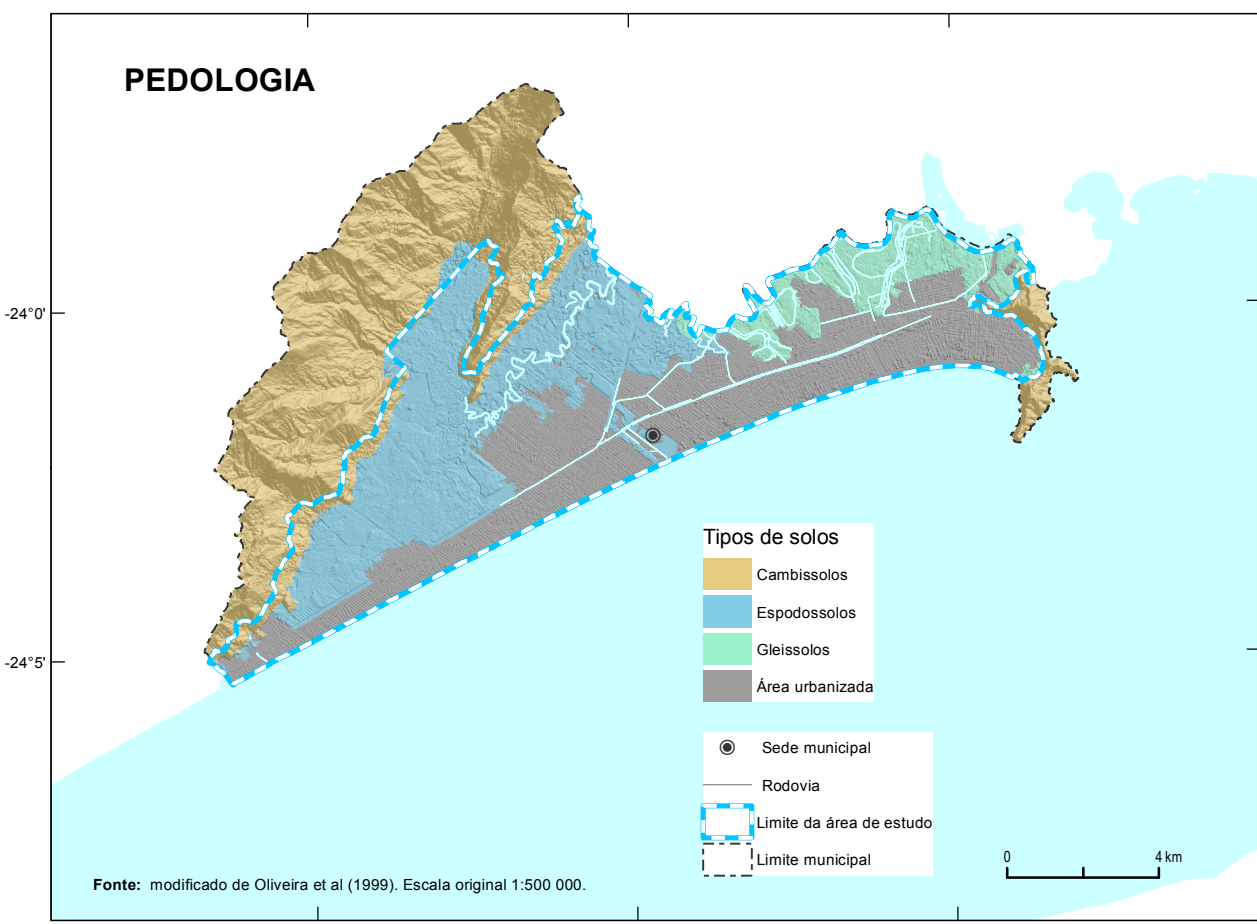 PEDOLOGIA
-24°0'
-24°5'
Tipos de solos
Cambissolos
Espodossolos
Gleissolos
Área urbanizada
Sede municipal
Rodovia
Limite da área de estudo
Limite municipal
0 4 km
Fonte: modificado de Oliveira et al (1999). Escala original 1:500 000.